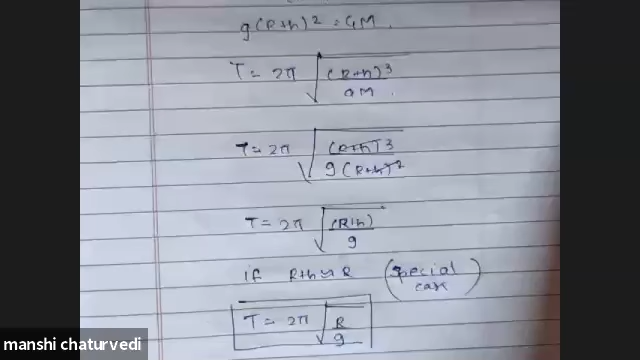 g(R+h)² = GM.
T = 2π √((R+h)³ / GM).
T = 2π √((R+h)³ / g(R+h)²)
T = 2π √((R+h) / g)
if R+h ≈ R (special case)
T = 2π √(R / g)
manshi chaturvedi